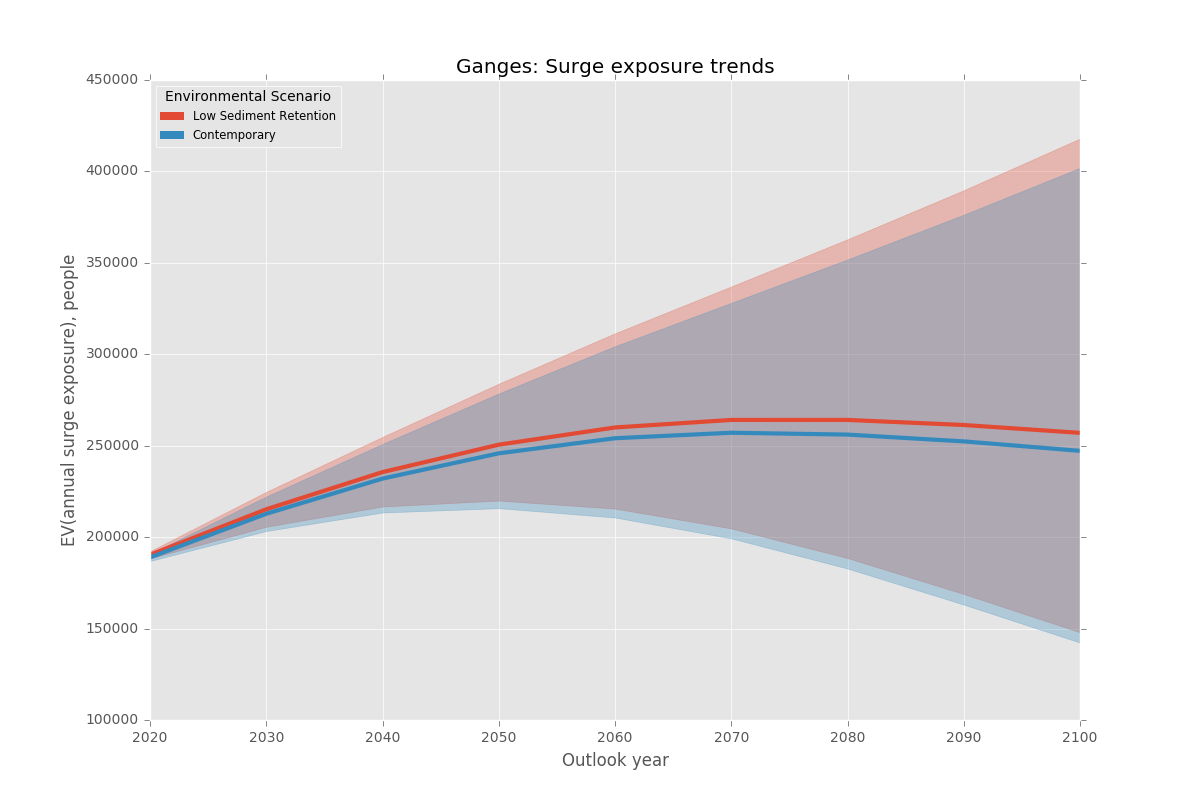 Ganges: Surge exposure trends
Environmental Scenario
Low Sediment Retention
Contemporary
EV(annual surge exposure), people
450000
400000
350000
300000
250000
200000
150000
100000
2020 2030 2040 2050 2060 2070 2080 2090 2100
Outlook year